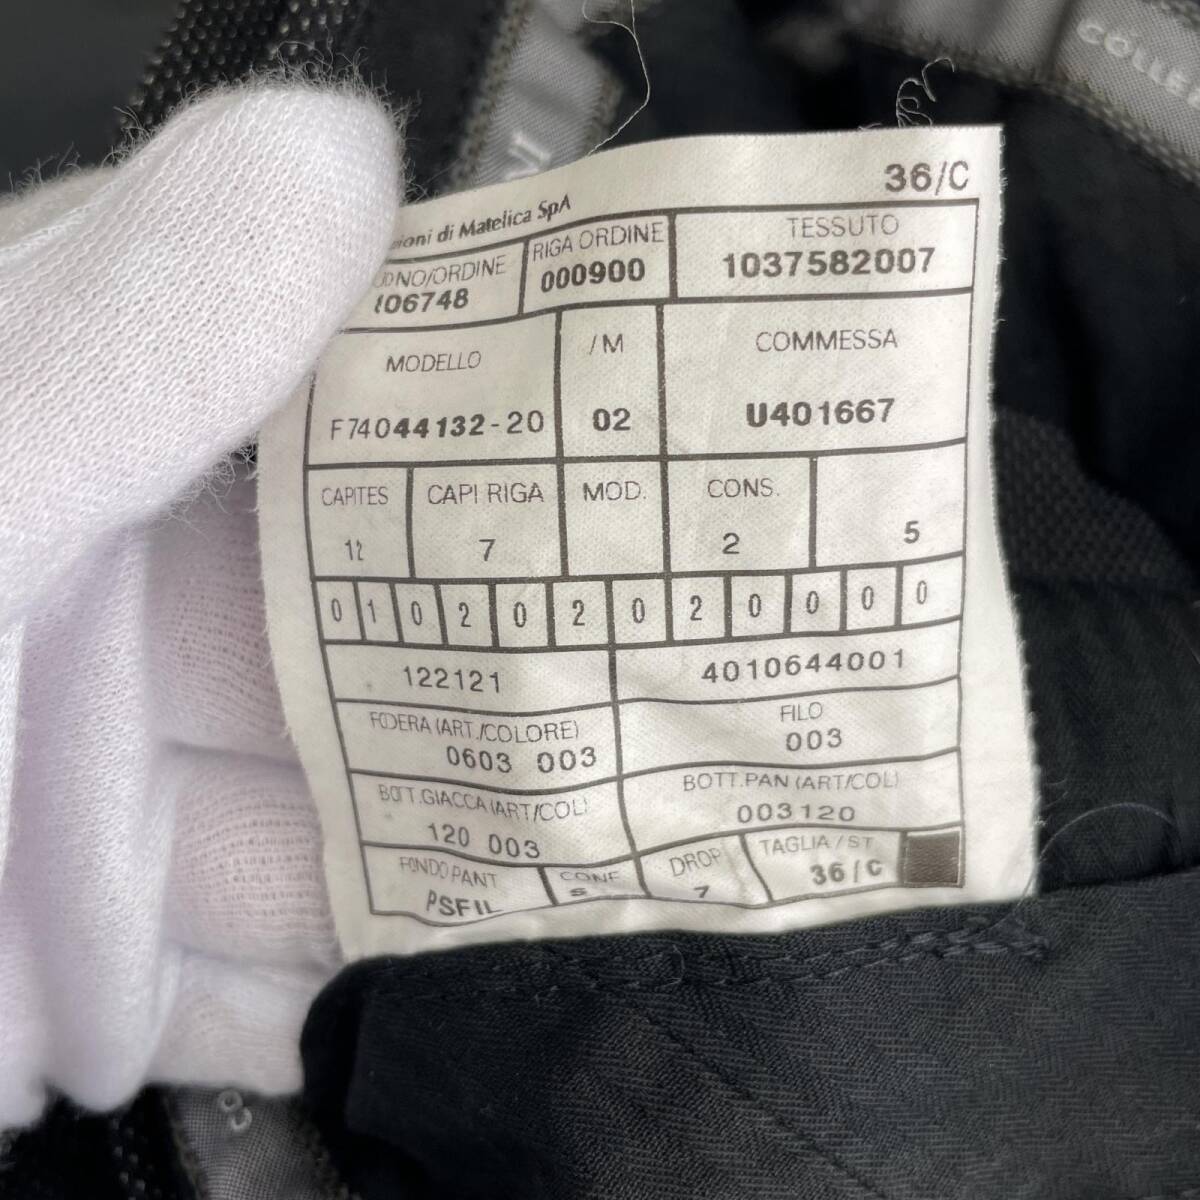 COLLE
36/C
di Matelica SpA
NO/ORDINE RIGA ORDINE TESSUTO
06748 000900 1037582007
MODELLO /M COMMESSA
F74044132-20 02 U401667
CAPITES CAPI RIGA MOD. CONS.
12 7 2 5
0 1 0 2 0 2 0 2 0 0 0 0
122121 4010644001
FODERA (ART./COLORE) FILO
0603 003 003
BOTT.GIACCA (ART/COL) BOTT.PAN (ART/COL)
120 003 003120
FONDO PANT CONF DROP TAGLIA / ST
PSFIL S 7 36/C
&